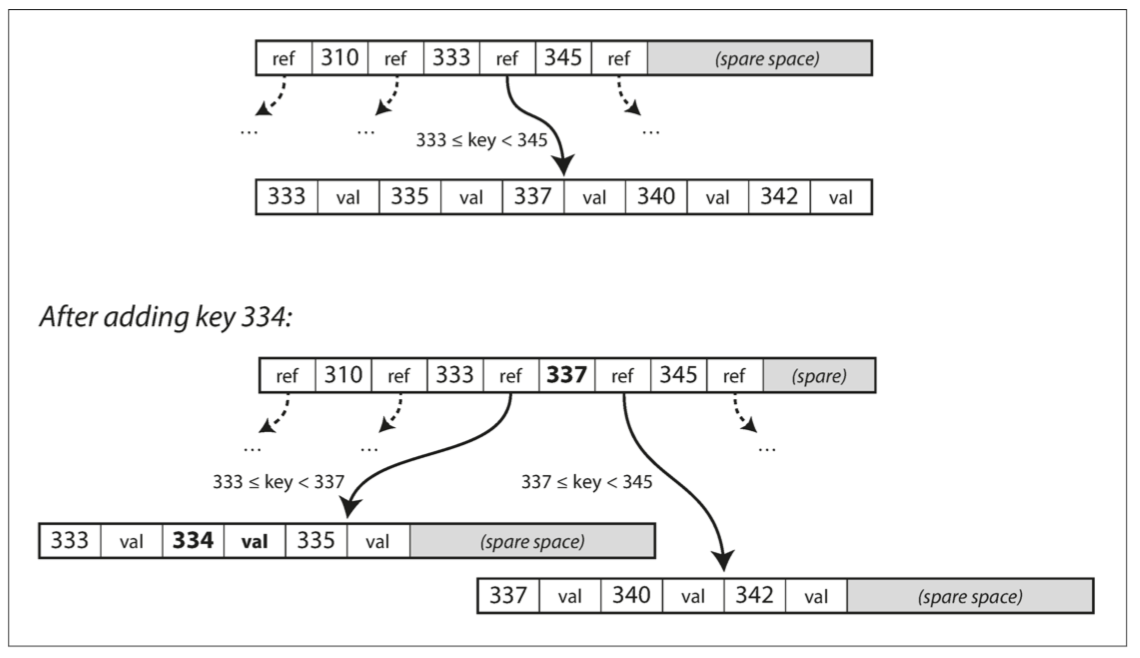 ref 310 ref 333 ref 345 ref (spare space)
... ... ...
333 ≤ key < 345
333 val 335 val 337 val 340 val 342 val
After adding key 334:
ref 310 ref 333 ref 337 ref 345 ref (spare)
... ... ...
333 ≤ key < 337 337 ≤ key < 345
333 val 334 val 335 val (spare space)
337 val 340 val 342 val (spare space)